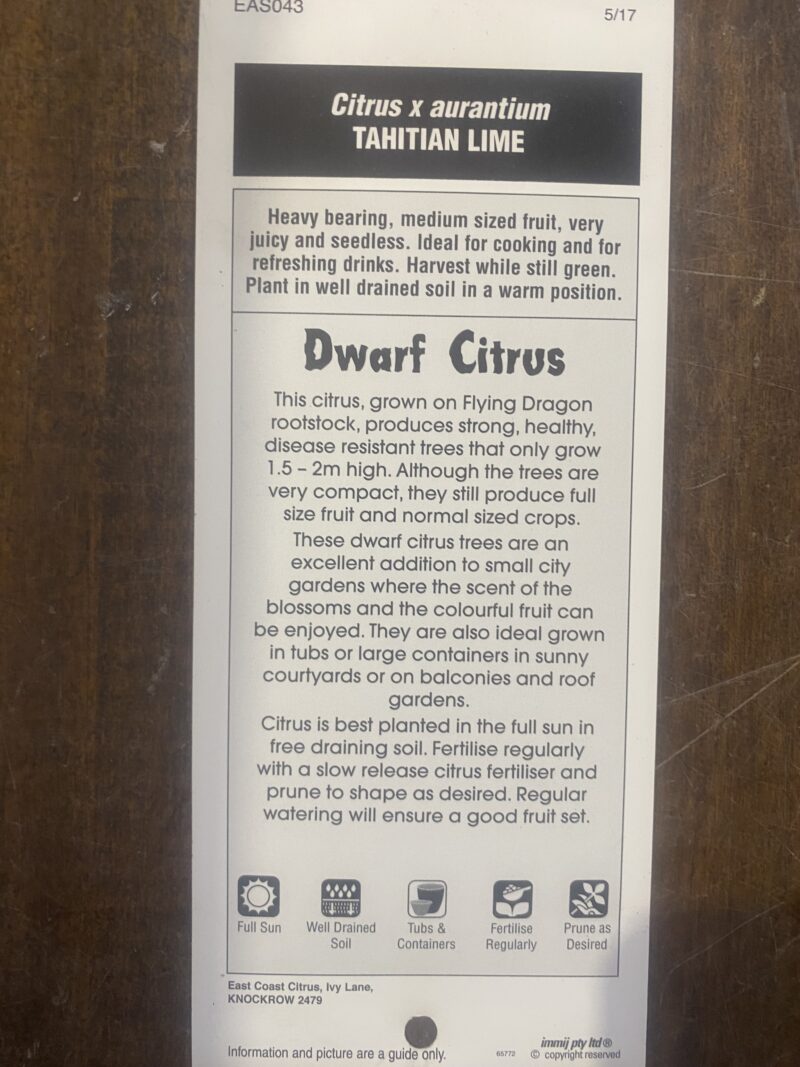 EAS043
5/17
Citrus x aurantium
TAHITIAN LIME
Heavy bearing, medium sized fruit, very
juicy and seedless. Ideal for cooking and for
refreshing drinks. Harvest while still green.
Plant in well drained soil in a warm position.
Dwarf Citrus
This citrus, grown on Flying Dragon
rootstock, produces strong, healthy,
disease resistant trees that only grow
1.5 – 2m high. Although the trees are
very compact, they still produce full
size fruit and normal sized crops.
These dwarf citrus trees are an
excellent addition to small city
gardens where the scent of the
blossoms and the colourful fruit can
be enjoyed. They are also ideal grown
in tubs or large containers in sunny
courtyards or on balconies and roof
gardens.
Citrus is best planted in the full sun in
free draining soil. Fertilise regularly
with a slow release citrus fertiliser and
prune to shape as desired. Regular
watering will ensure a good fruit set.
Full Sun
Well Drained
Soil
Tubs &
Containers
Fertilise
Regularly
Prune as
Desired
East Coast Citrus, Ivy Lane,
KNOCKROW 2479
Information and picture are a guide only.
65772
immij pty ltd®
© copyright reserved